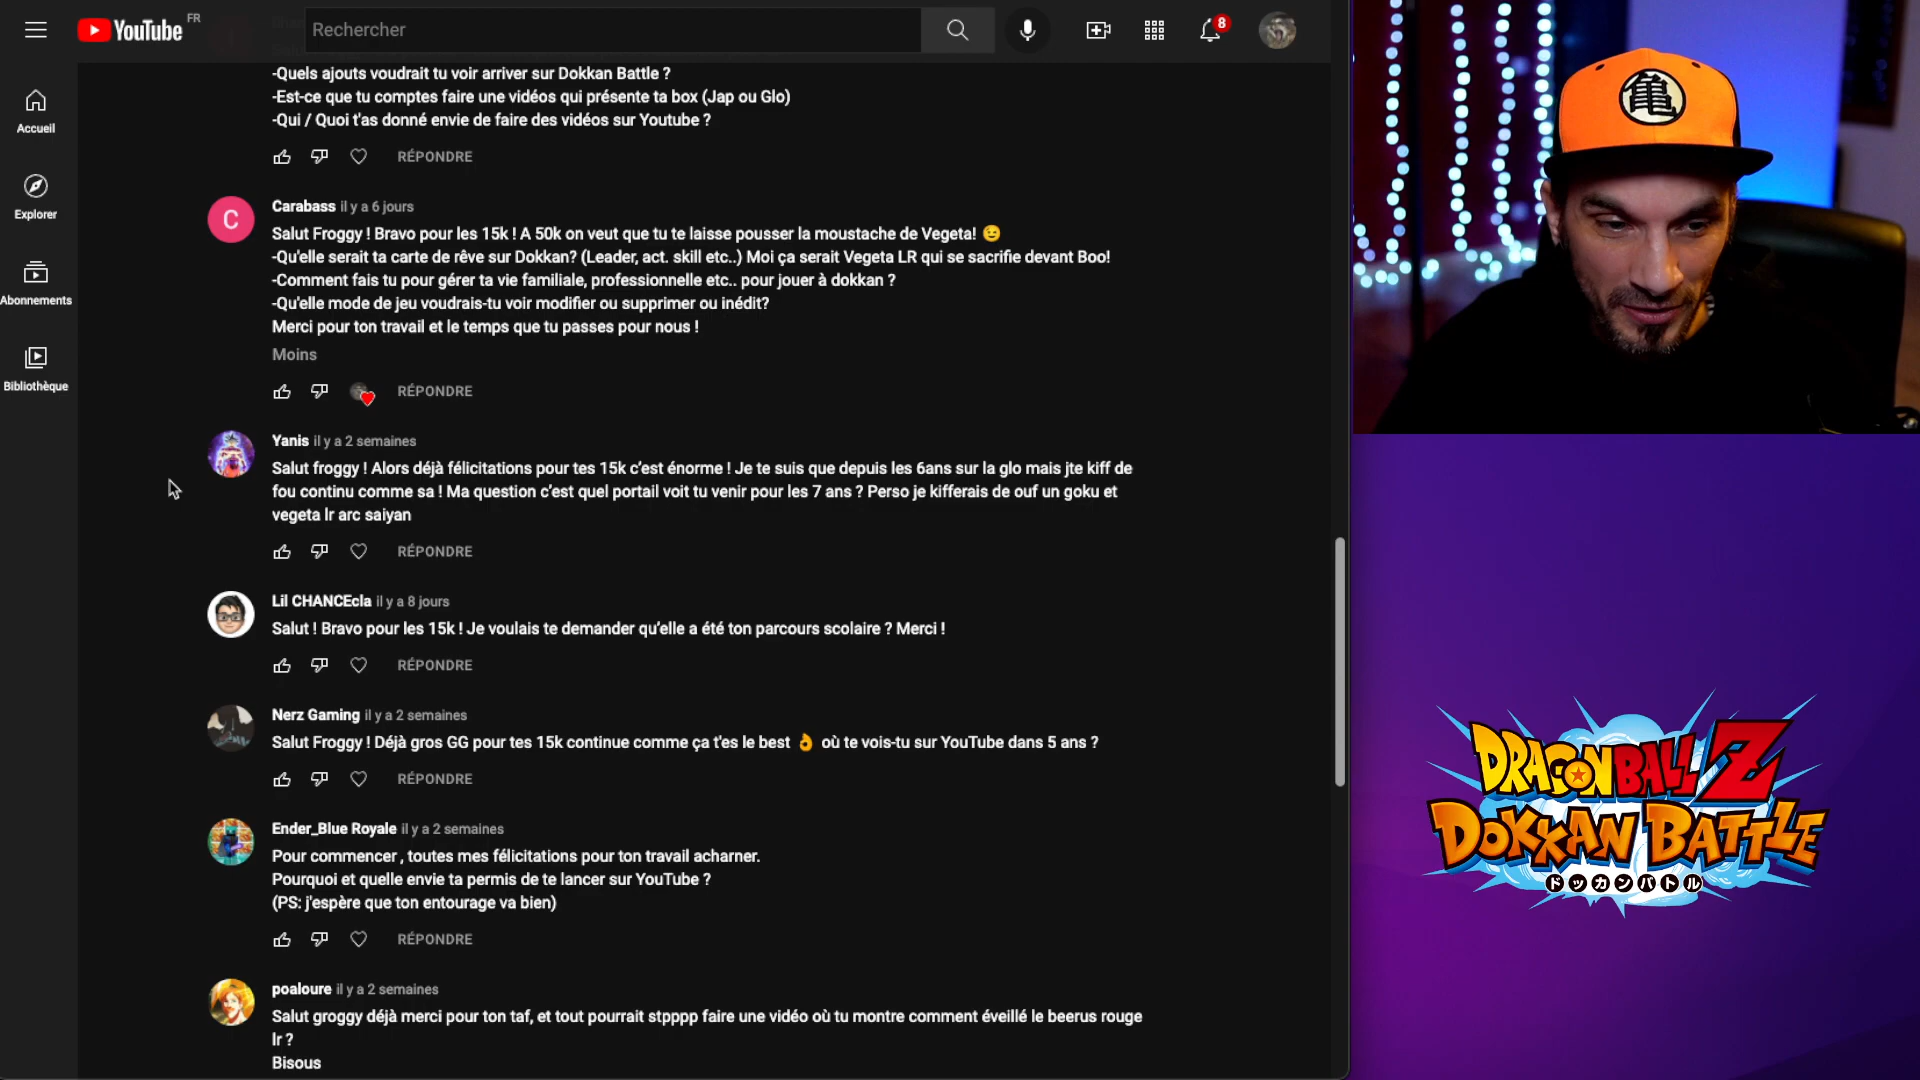 YouTube FR
Rechercher
8
Accueil
Explorer
Abonnements
Bibliothèque
-Quels ajouts voudrait tu voir arriver sur Dokkan Battle ?
-Est-ce que tu comptes faire une vidéos qui présente ta box (Jap ou Glo)
-Qui / Quoi t'as donné envie de faire des vidéos sur Youtube ?
RÉPONDRE
C
Carabass il y a 6 jours
Salut Froggy ! Bravo pour les 15k ! A 50k on veut que tu te laisse pousser la moustache de Vegeta! 😉
-Qu'elle serait ta carte de rêve sur Dokkan? (Leader, act. skill etc..) Moi ça serait Vegeta LR qui se sacrifie devant Boo!
-Comment fais tu pour gérer ta vie familiale, professionnelle etc.. pour jouer à dokkan ?
-Qu'elle mode de jeu voudrais-tu voir modifier ou supprimer ou inédit?
Merci pour ton travail et le temps que tu passes pour nous !
Moins
RÉPONDRE
Yanis il y a 2 semaines
Salut froggy ! Alors déjà félicitations pour tes 15k c'est énorme ! Je te suis que depuis les 6ans sur la glo mais jte kiff de
fou continu comme sa ! Ma question c'est quel portail voit tu venir pour les 7 ans ? Perso je kifferais de ouf un goku et
vegeta lr arc saiyan
RÉPONDRE
Lil CHANCEcla il y a 8 jours
Salut ! Bravo pour les 15k ! Je voulais te demander qu'elle a été ton parcours scolaire ? Merci !
RÉPONDRE
Nerz Gaming il y a 2 semaines
Salut Froggy ! Déjà gros GG pour tes 15k continue comme ça t'es le best 👌 où te vois-tu sur YouTube dans 5 ans ?
RÉPONDRE
Ender_Blue Royale il y a 2 semaines
Pour commencer , toutes mes félicitations pour ton travail acharner.
Pourquoi et quelle envie ta permis de te lancer sur YouTube ?
(PS: j'espère que ton entourage va bien)
RÉPONDRE
poaloure il y a 2 semaines
Salut groggy déjà merci pour ton taf, et tout pourrait stpppp faire une vidéo où tu montre comment éveillé le beerus rouge
lr ?
Bisous
亀
DRAGONBALL Z
DOKKAN BATTLE
ドッカンバトル